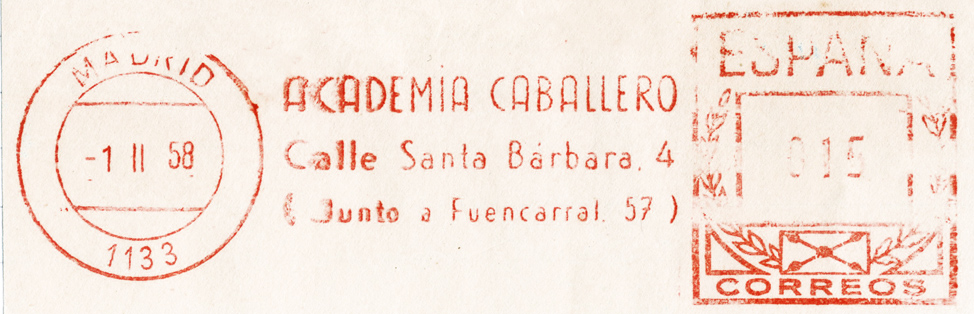 MADRID
-1 II 58
1133
ACADEMIA CABALLERO
Calle Santa Bárbara, 4
( Junto a Fuencarral. 57 )
ESPAÑA
015
CORREOS